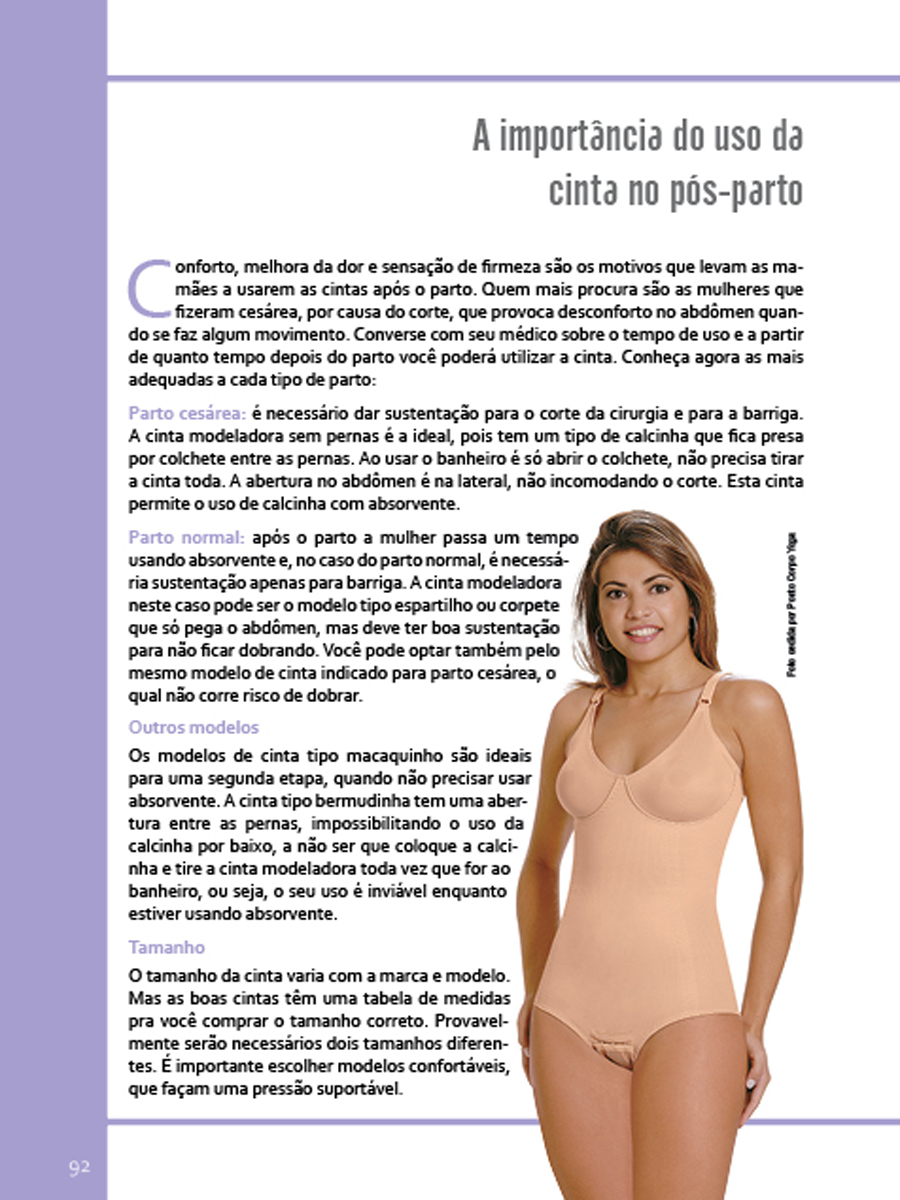 A importância do uso da
cinta no pós-parto
Conforto, melhora da dor e sensação de firmeza são os motivos que levam as ma-
mães a usarem as cintas após o parto. Quem mais procura são as mulheres que
fizeram cesárea, por causa do corte, que provoca desconforto no abdômen quan-
do se faz algum movimento. Converse com seu médico sobre o tempo de uso e a partir
de quanto tempo depois do parto você poderá utilizar a cinta. Conheça agora as mais
adequadas a cada tipo de parto:
Parto cesárea: é necessário dar sustentação para o corte da cirurgia e para a barriga.
A cinta modeladora sem pernas é a ideal, pois tem um tipo de calcinha que fica presa
por colchete entre as pernas. Ao usar o banheiro é só abrir o colchete, não precisa tirar
a cinta toda. A abertura no abdômen é na lateral, não incomodando o corte. Esta cinta
permite o uso de calcinha com absorvente.
Parto normal: após o parto a mulher passa um tempo
usando absorvente e, no caso do parto normal, é necessá-
ria sustentação apenas para barriga. A cinta modeladora
neste caso pode ser o modelo tipo espartilho ou corpete
que só pega o abdômen, mas deve ter boa sustentação
para não ficar dobrando. Você pode optar também pelo
mesmo modelo de cinta indicado para parto cesárea, o
qual não corre risco de dobrar.
Foto cedida por Ponto Corpo Yoga
Outros modelos
Os modelos de cinta tipo macaquinho são ideais
para uma segunda etapa, quando não precisar usar
absorvente. A cinta tipo bermudinha tem uma aber-
tura entre as pernas, impossibilitando o uso da
calcinha por baixo, a não ser que coloque a calci-
nha e tire a cinta modeladora toda vez que for ao
banheiro, ou seja, o seu uso é inviável enquanto
estiver usando absorvente.
Tamanho
O tamanho da cinta varia com a marca e modelo.
Mas as boas cintas têm uma tabela de medidas
pra você comprar o tamanho correto. Provavel-
mente serão necessários dois tamanhos diferen-
tes. É importante escolher modelos confortáveis,
que façam uma pressão suportável.
92